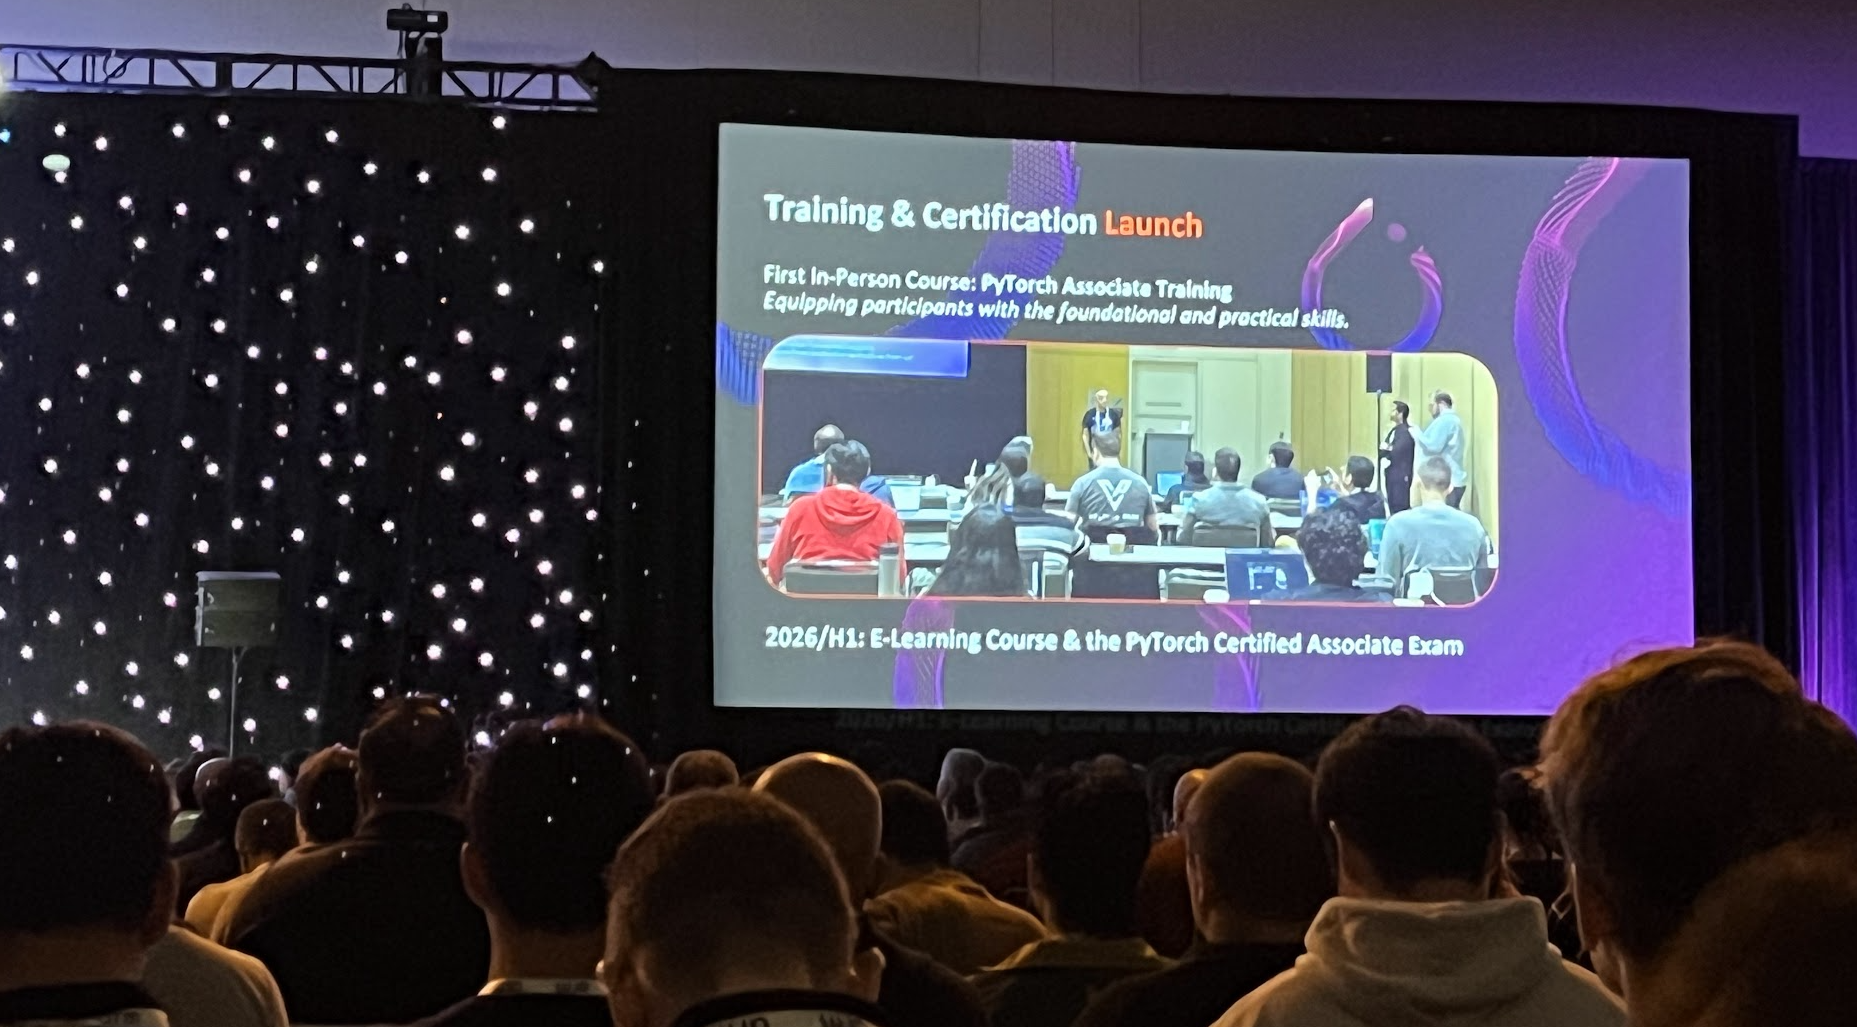 Training & Certification Launch
First In-Person Course: PyTorch Associate Training
Equipping participants with the foundational and practical skills.
2026/H1: E-Learning Course & the PyTorch Certified Associate Exam